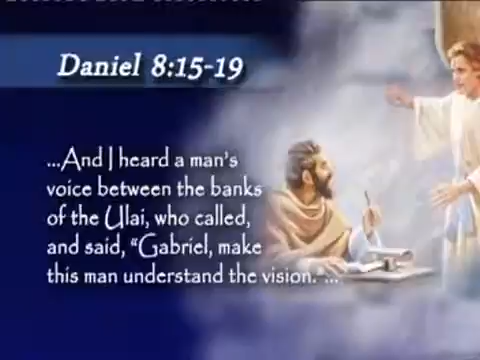 Daniel 8:15-19
...And I heard a man's
voice between the banks
of the Ulai, who called,
and said, “Gabriel, make
this man understand the vision.”...